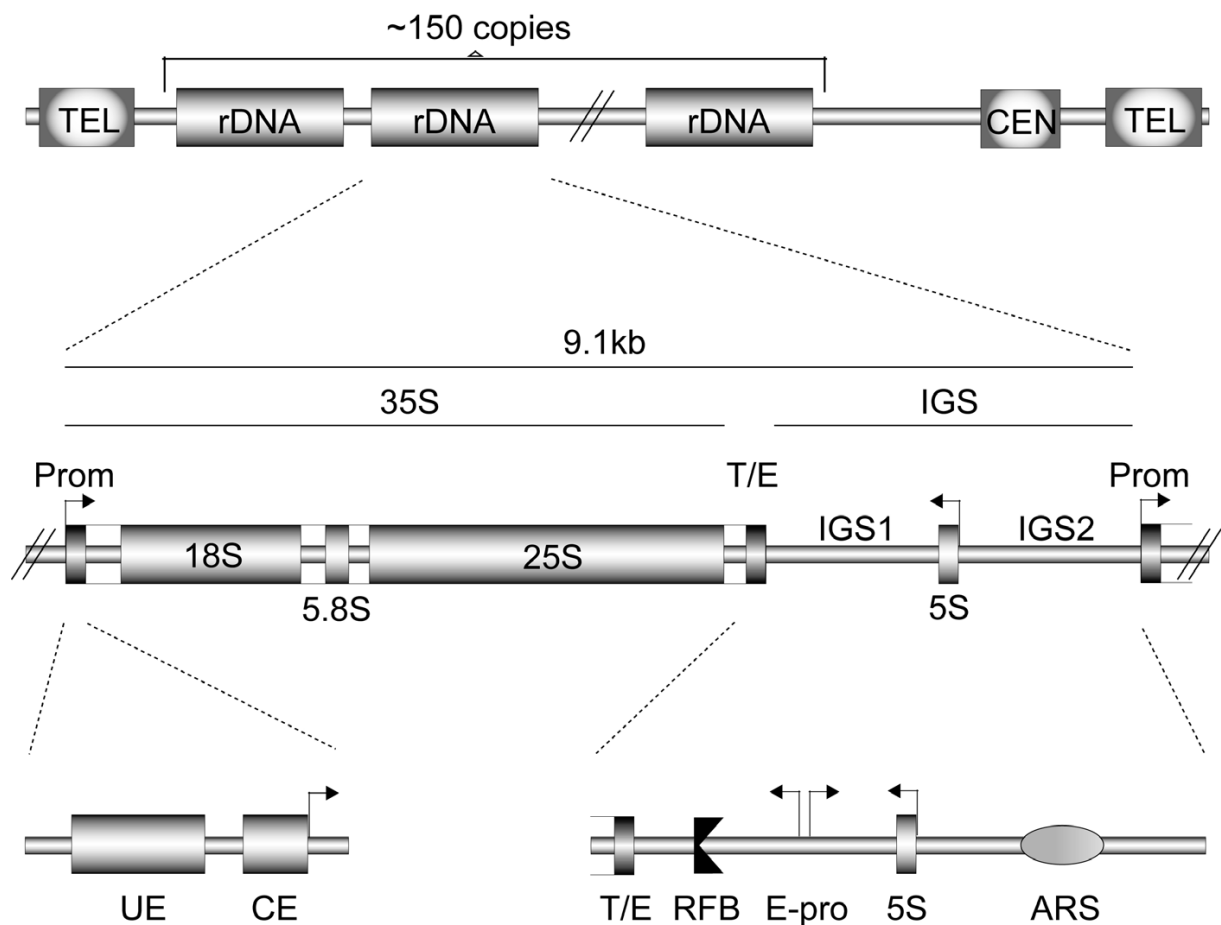 ~150 copies
TEL rDNA rDNA rDNA CEN TEL
9.1kb
35S IGS
Prom T/E Prom
18S 25S IGS1 IGS2
5.8S 5S
UE CE T/E RFB E-pro 5S ARS